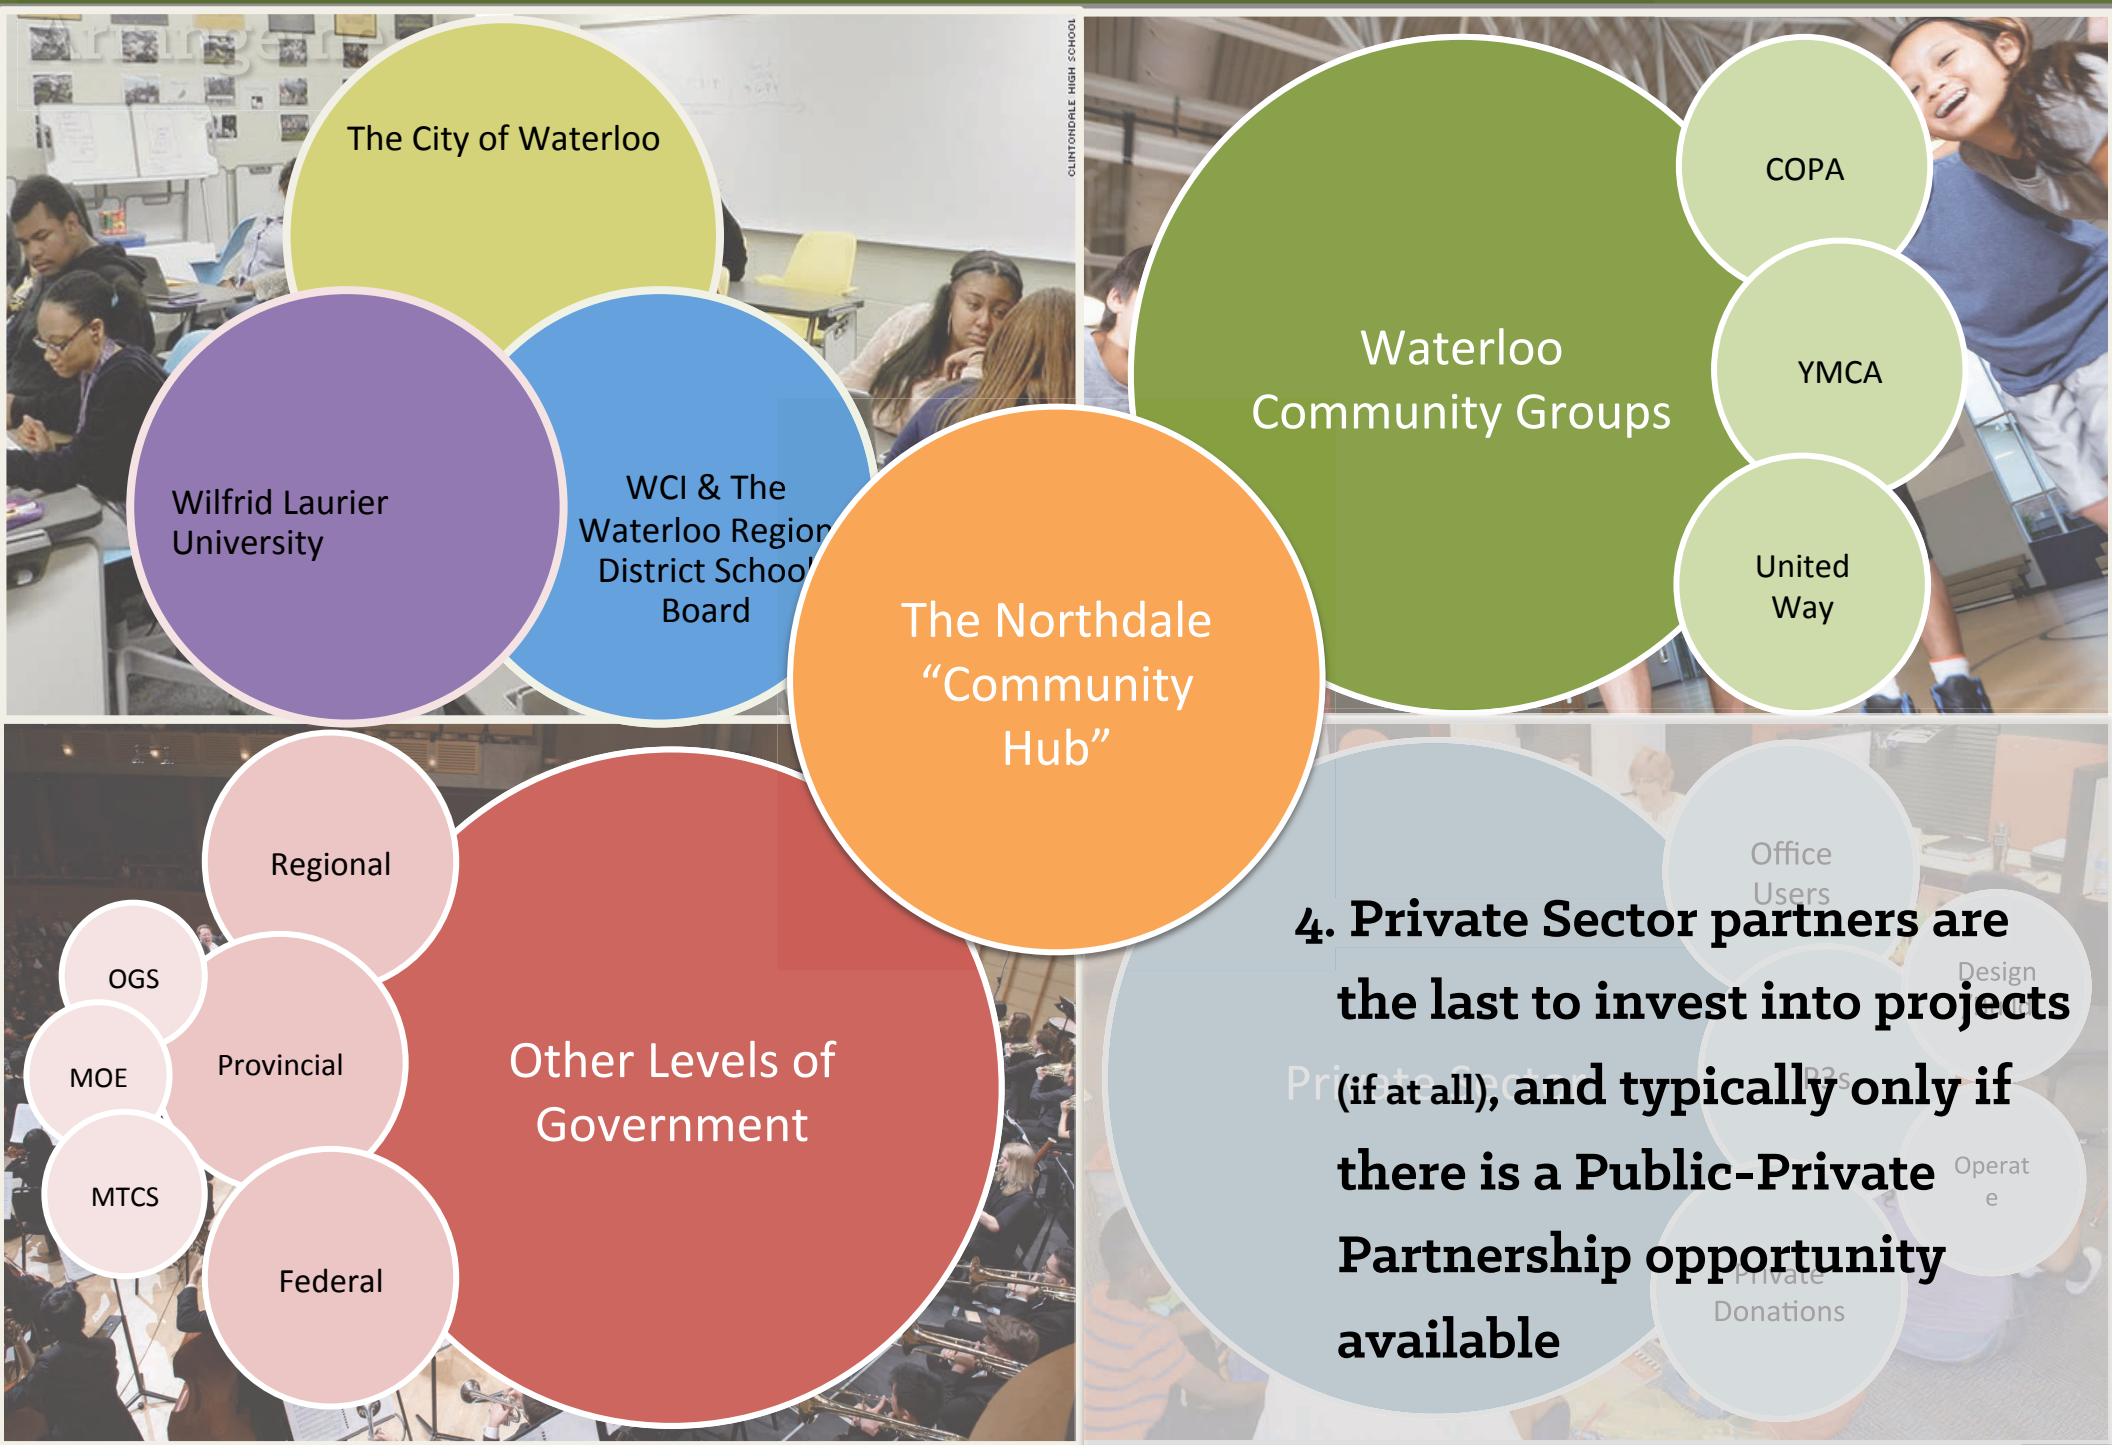 CLINTONDALE HIGH SCHOOL
The City of Waterloo
Wilfrid Laurier
University
WCI & The
Waterloo Region
District School
Board
Waterloo
Community Groups
COPA
YMCA
United
Way
The Northdale
“Community
Hub”
Regional
OGS
MOE
Provincial
MTCS
Federal
Other Levels of
Government
Office
Users
Design
Private Sector
P3s
Operat
e
Private
Donations
4. Private Sector partners are
the last to invest into projects
(if at all), and typically only if
there is a Public-Private
Partnership opportunity
available